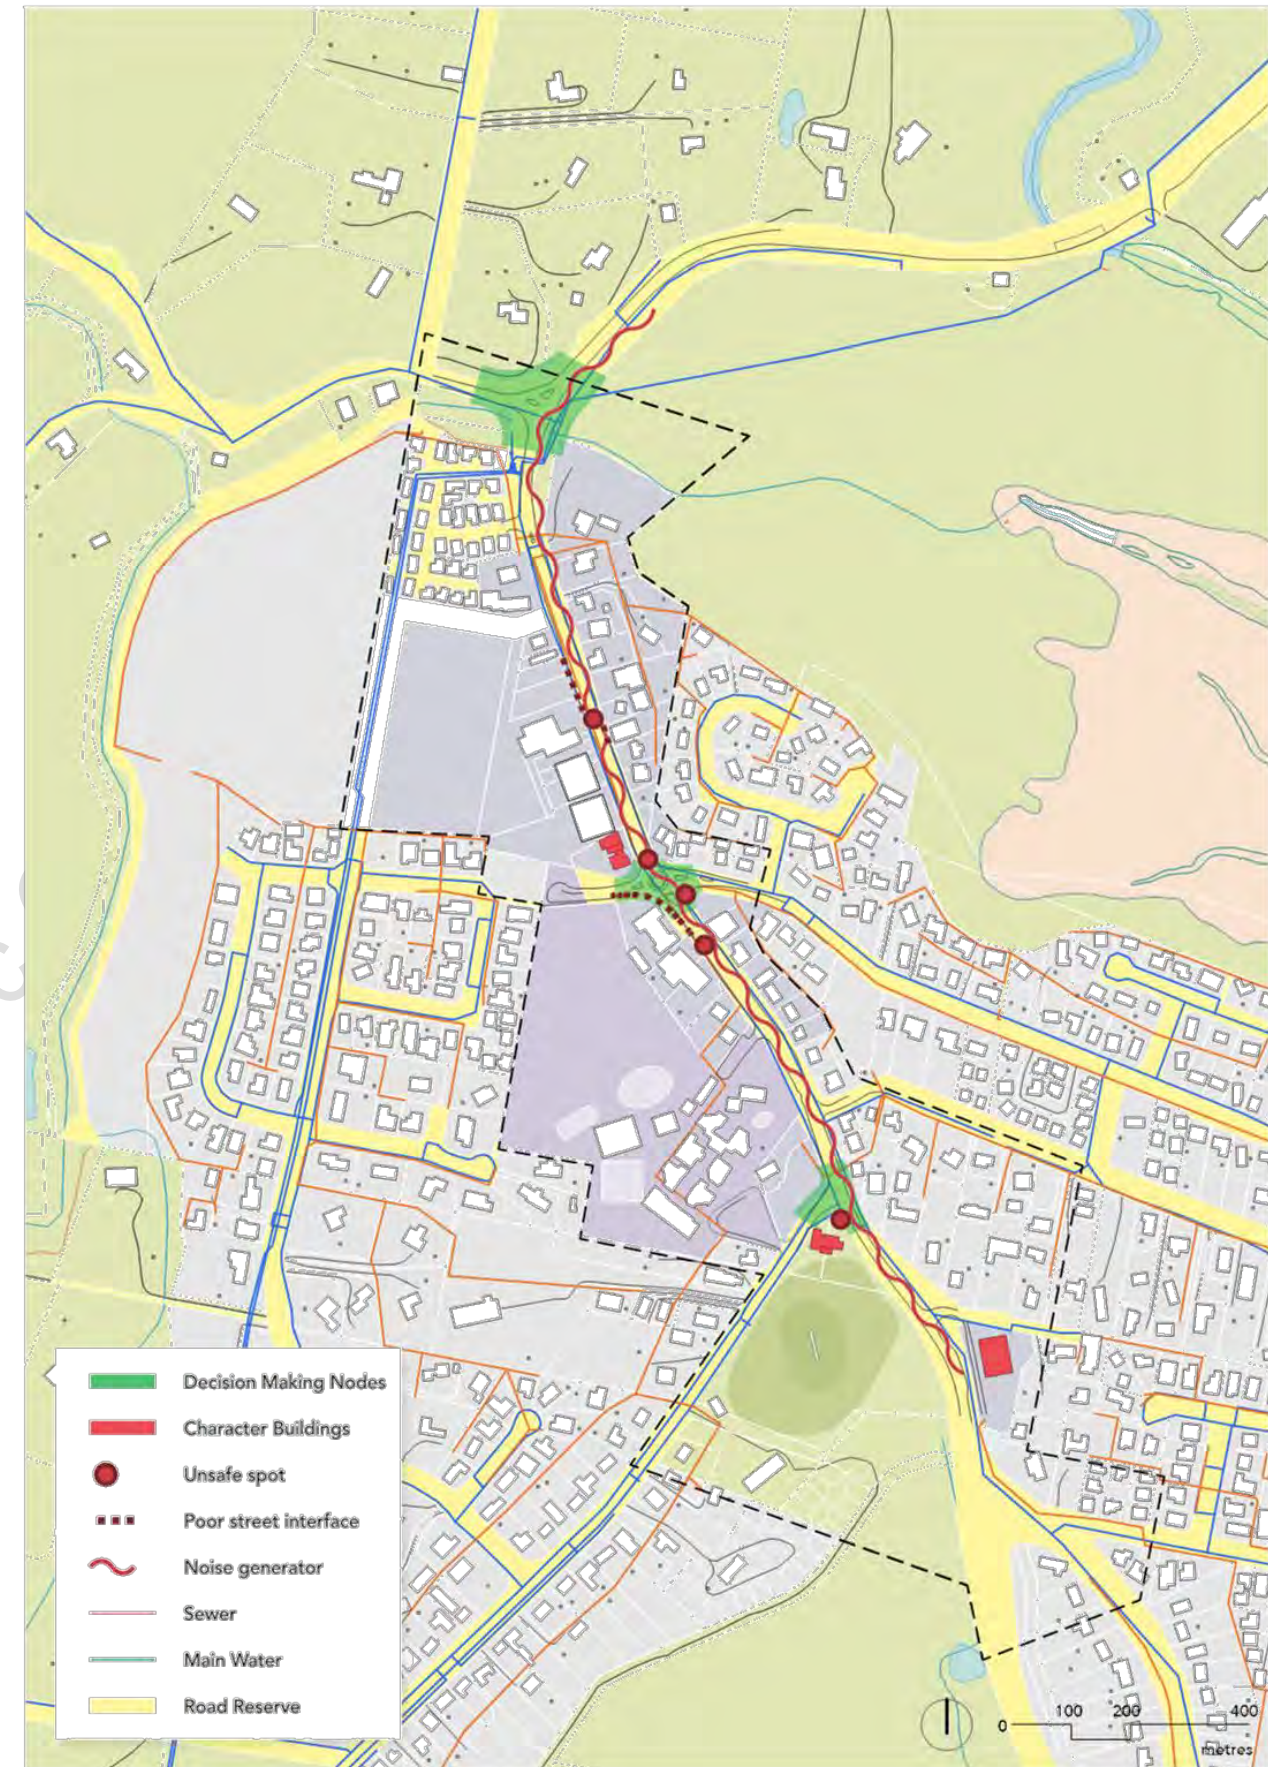 Decision Making Nodes
Character Buildings
Unsafe spot
Poor street interface
Noise generator
Sewer
Main Water
Road Reserve
0 100 200 400
metres